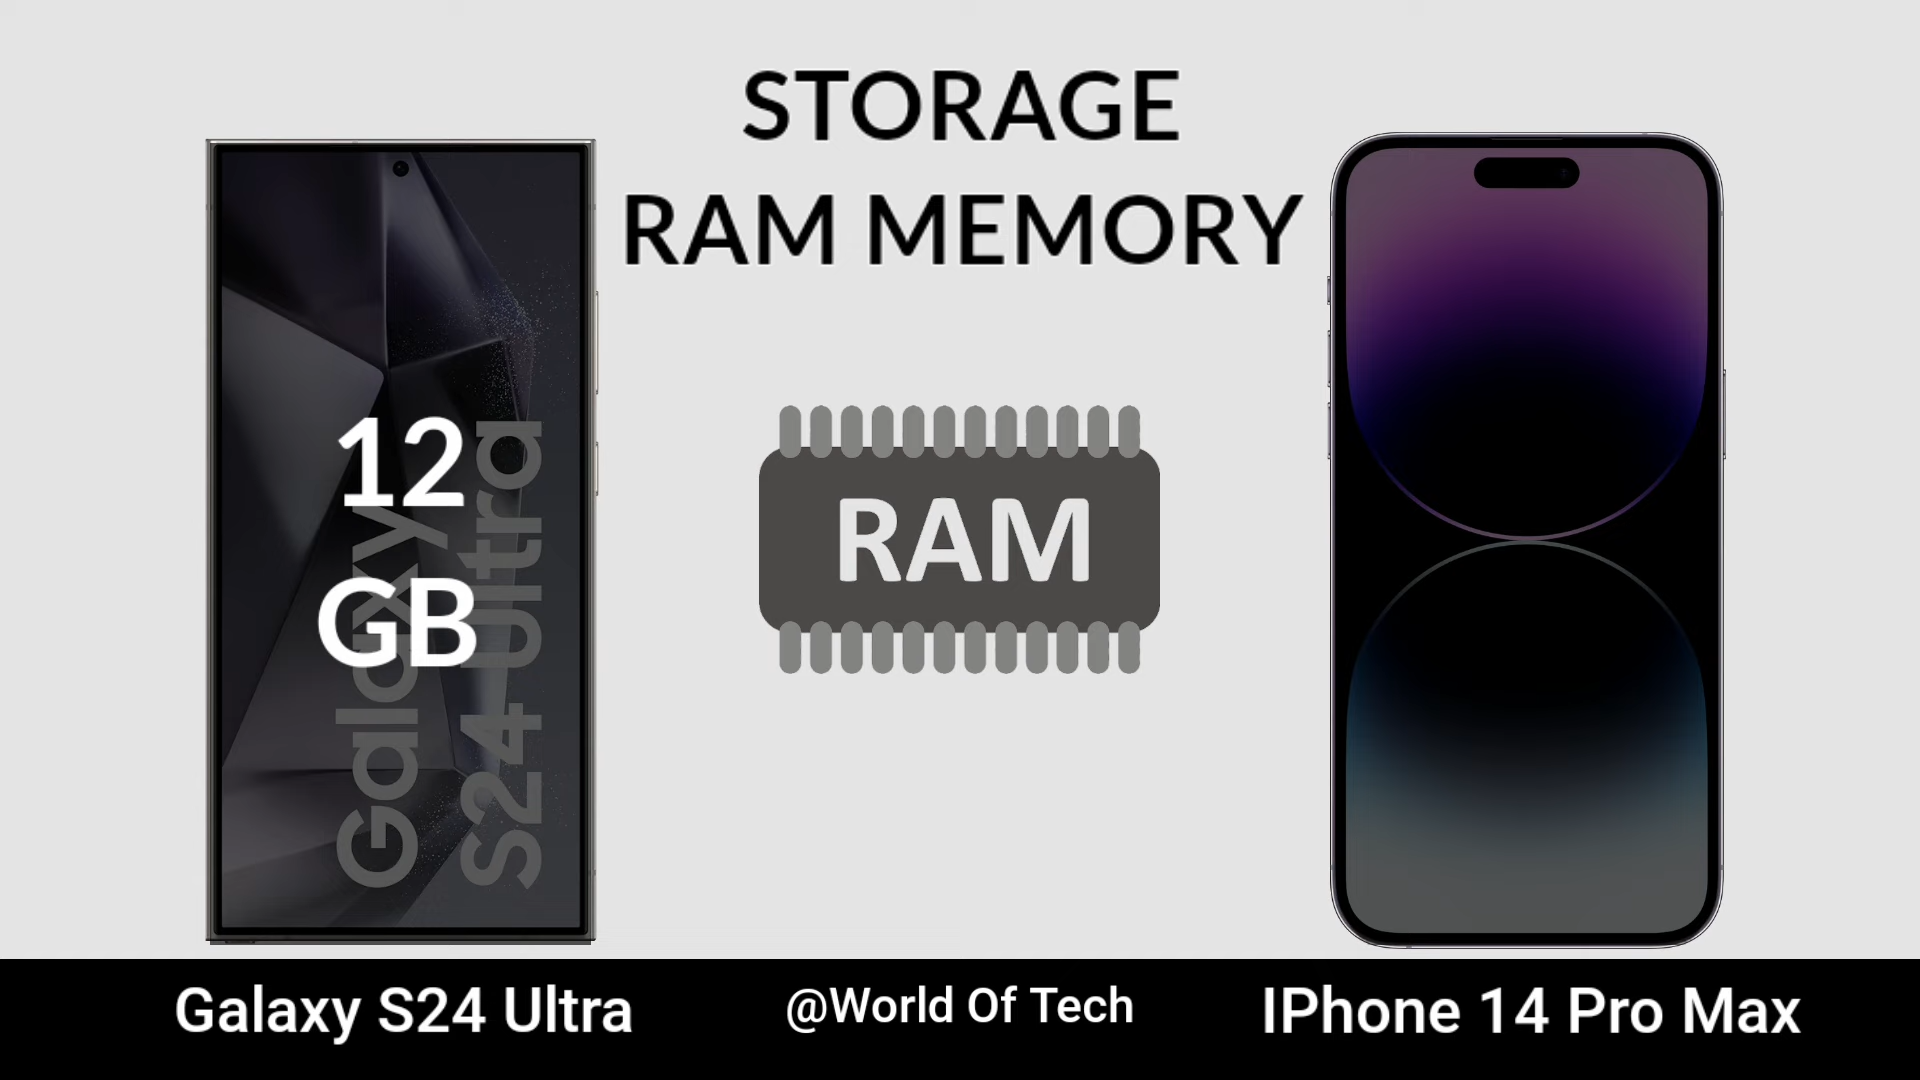 STORAGE
RAM MEMORY
12
GB
Galaxy
S24 Ultra
RAM
Galaxy S24 Ultra
@World Of Tech
IPhone 14 Pro Max